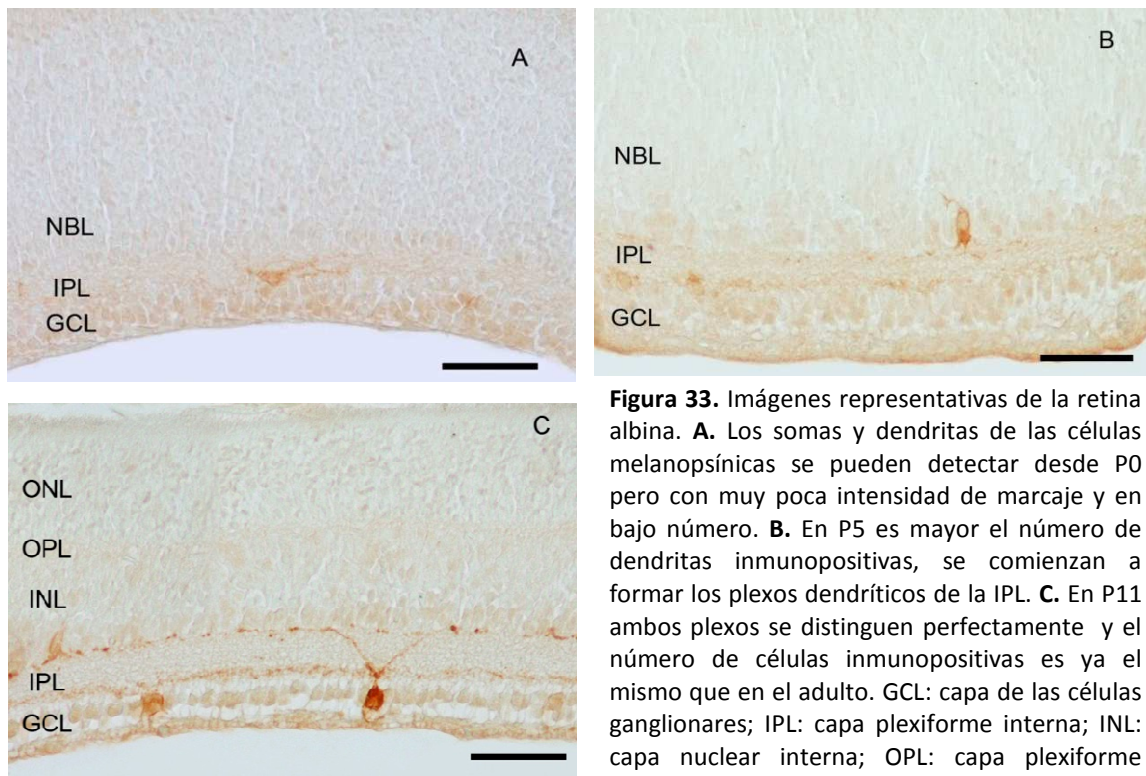 A
NBL
IPL
GCL
B
NBL
IPL
GCL
C
ONL
OPL
INL
IPL
GCL
Figura 33. Imágenes representativas de la retina
albina. A. Los somas y dendritas de las células
melanopsínicas se pueden detectar desde P0
pero con muy poca intensidad de marcaje y en
bajo número. B. En P5 es mayor el número de
dendritas inmunopositivas, se comienzan a
formar los plexos dendríticos de la IPL. C. En P11
ambos plexos se distinguen perfectamente y el
número de células inmunopositivas es ya el
mismo que en el adulto. GCL: capa de las células
ganglionares; IPL: capa plexiforme interna; INL:
capa nuclear interna; OPL: capa plexiforme